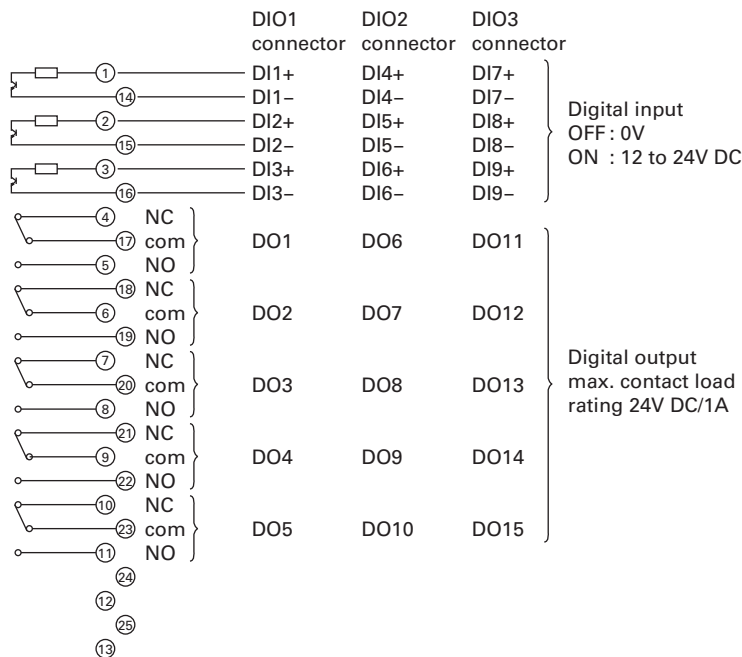 DIO1 DIO2 DIO3
connector connector connector
1 DI1+ DI4+ DI7+
14 DI1– DI4– DI7–
2 DI2+ DI5+ DI8+
15 DI2– DI5– DI8–
3 DI3+ DI6+ DI9+
16 DI3– DI6– DI9–
Digital input
OFF : 0V
ON : 12 to 24V DC
4 NC
17 com DO1 DO6 DO11
5 NO
18 NC
6 com DO2 DO7 DO12
19 NO
7 NC
20 com DO3 DO8 DO13
8 NO
21 NC
9 com DO4 DO9 DO14
22 NO
10 NC
23 com DO5 DO10 DO15
11 NO
Digital output
max. contact load
rating 24V DC/1A
24
12
25
13